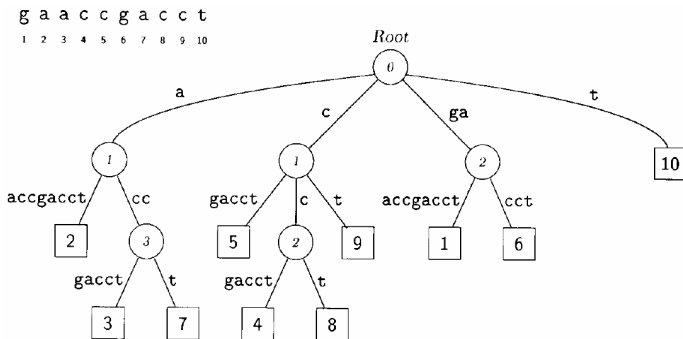 g a a c c g a c c t
1 2 3 4 5 6 7 8 9 10
Root
0
a
c
ga
t
1
1
2
10
accgacct
cc
gacct
c
t
accgacct
cct
2
3
5
2
9
1
6
gacct
t
gacct
t
3
7
4
8